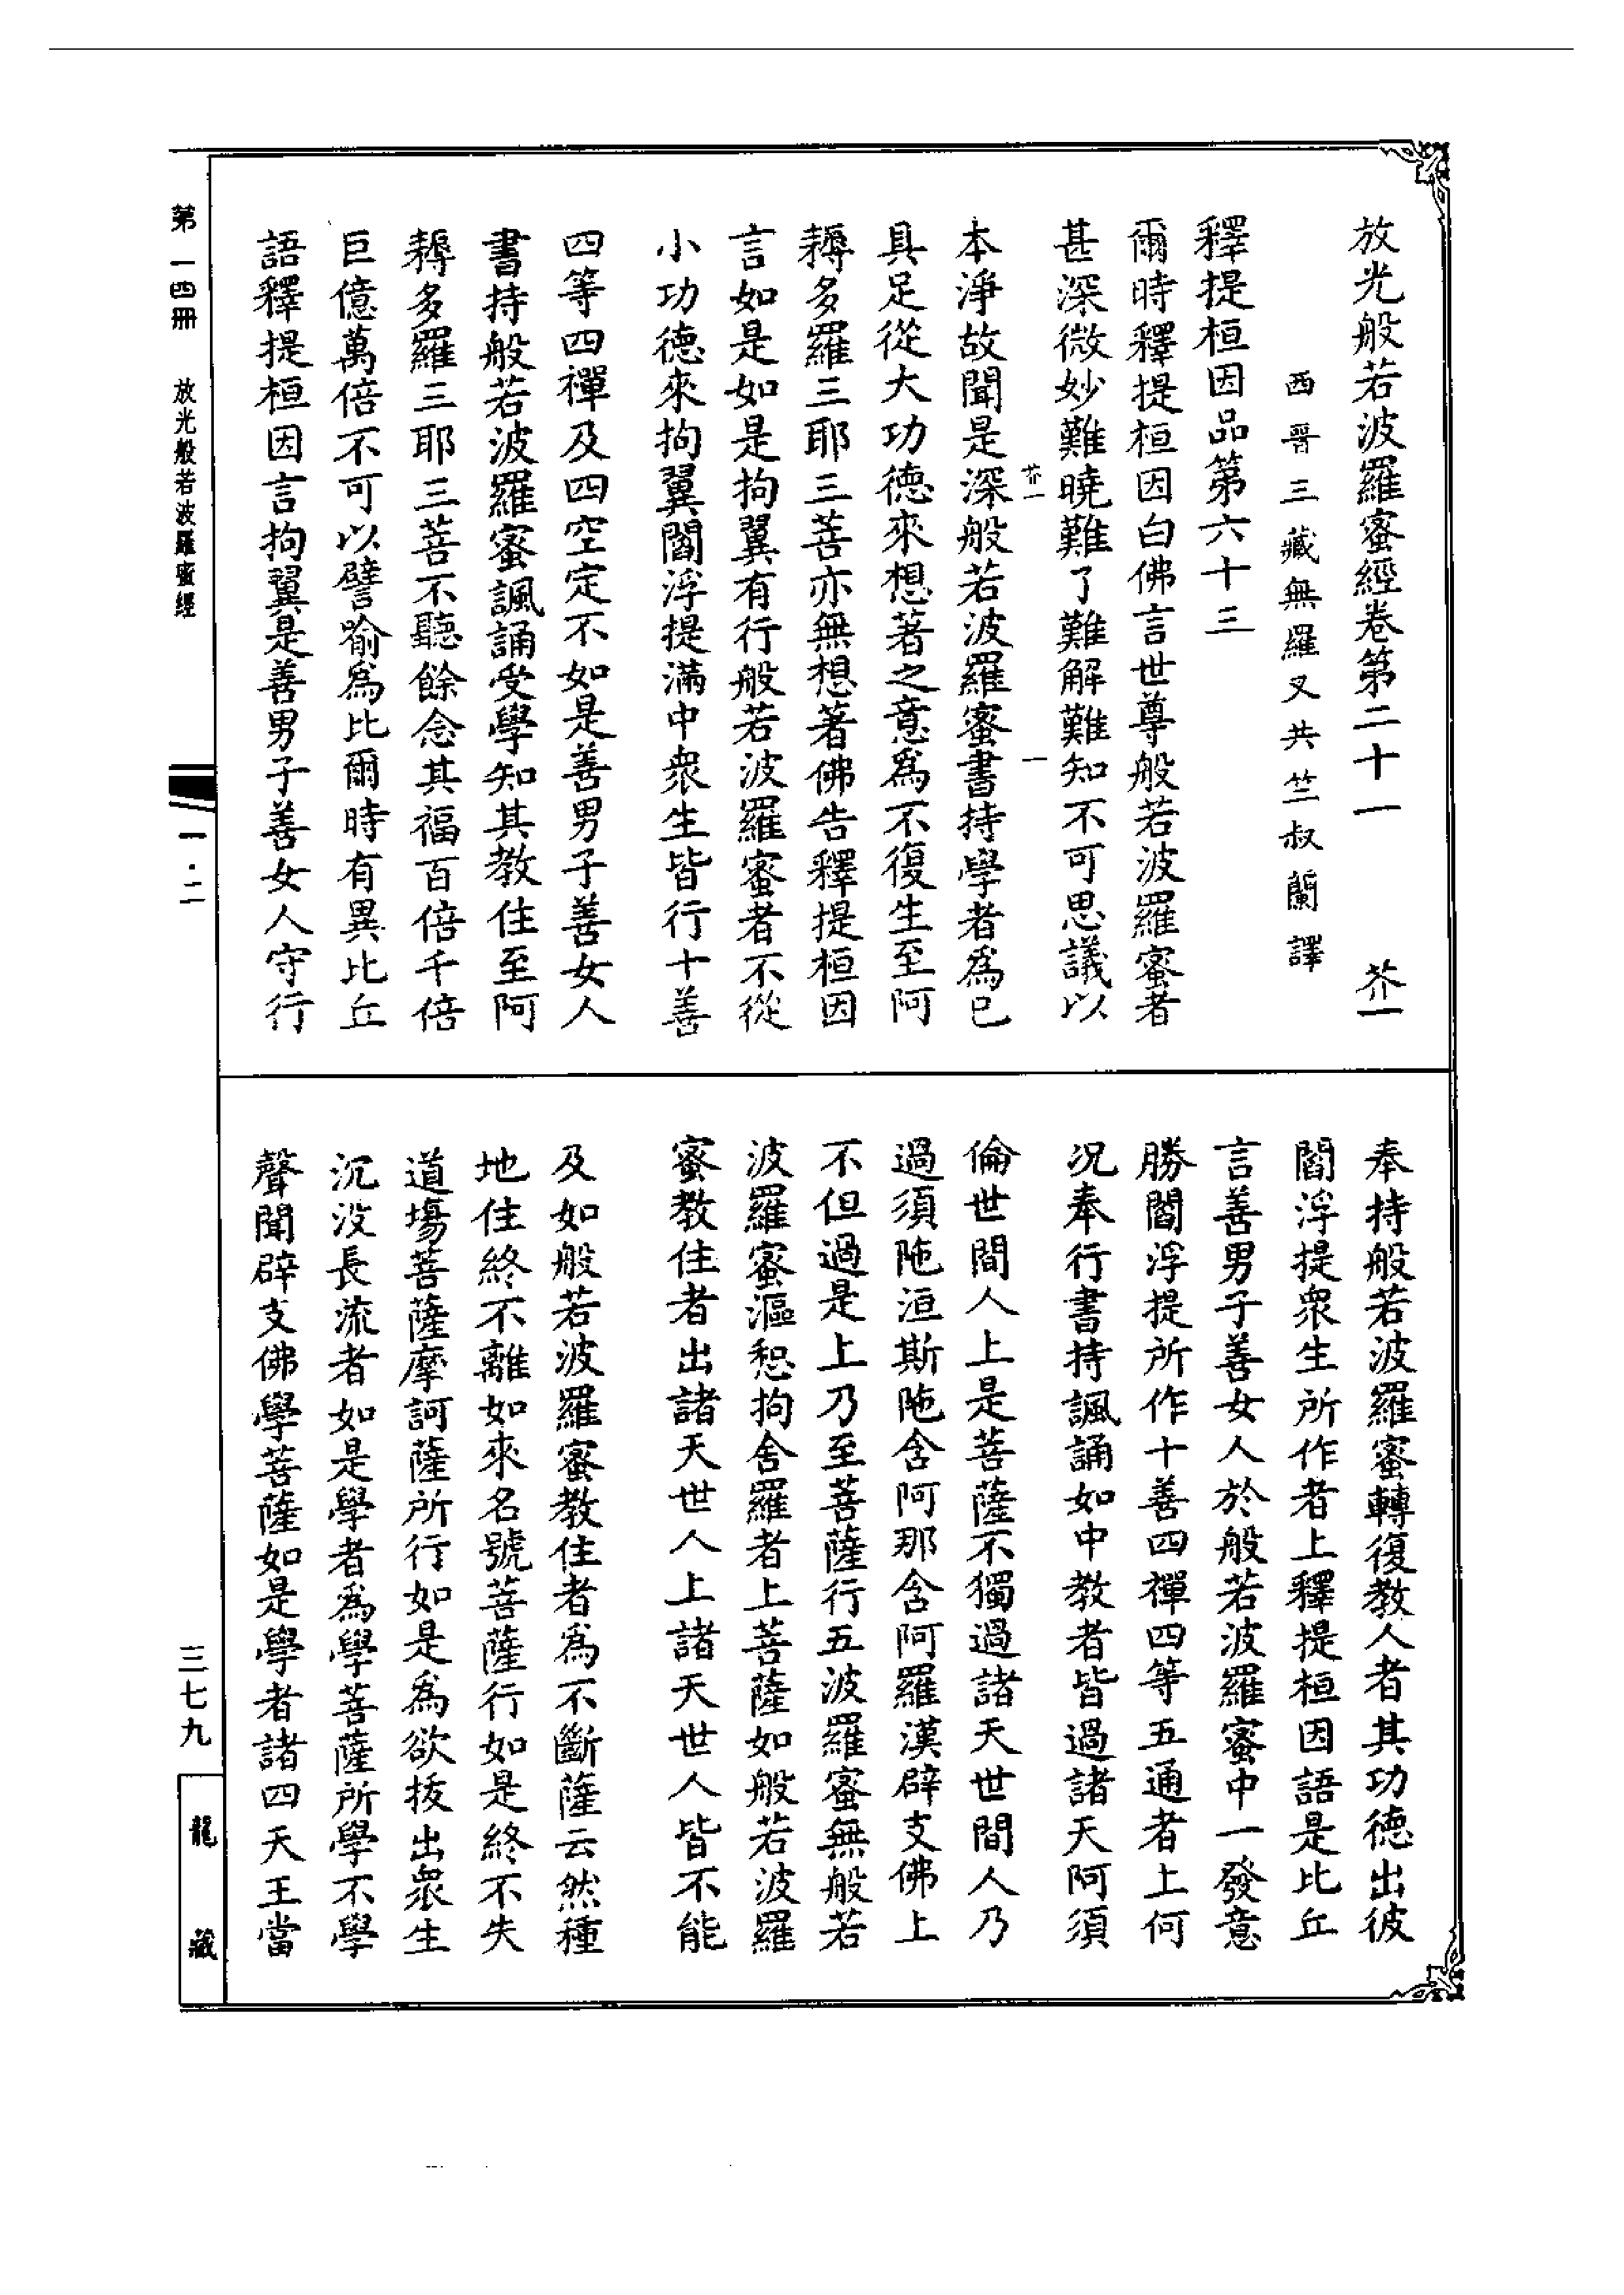 放光般若波羅蜜經卷第二十一 芥一
西晉三藏無羅叉共竺叔蘭譯
釋提桓因品第六十三
爾時釋提桓因白佛言世尊般若波羅蜜者
甚深微妙難曉難了難解難知不可思議以
芥一 一
本淨故聞是深般若波羅蜜書持學者為已
具足從大功德來想著之意為不復生至阿
耨多羅三耶三菩亦無想著佛告釋提桓因
言如是如是拘翼有行般若波羅蜜者不從
小功德來拘翼閻浮提滿中衆生皆行十善
四等四禪及四空定不如是善男子善女人
書持般若波羅蜜諷誦受學知其教住至阿
耨多羅三耶三菩不聽餘念其福百倍千倍
巨億萬倍不可以譬喻為比爾時有異比丘
語釋提桓因言拘翼是善男子善女人守行
奉持般若波羅蜜轉復教人者其功德出彼
閻浮提衆生所作者上釋提桓因語是比丘
言善男子善女人於般若波羅蜜中一發意
勝閻浮提所作十善四禪四等五通者上何
況奉行書持諷誦如中教者皆過諸天阿須
倫世間人上是菩薩不獨過諸天世間人乃
過須陁洹斯陁含阿那含阿羅漢辟支佛上
不但過是上乃至菩薩行五波羅蜜無般若
波羅蜜漚惒拘舍羅者上菩薩如般若波羅
蜜教住者出諸天世人上諸天世人皆不能
及如般若波羅蜜教住者為不斷薩云然種
地住終不離如來名號菩薩行如是終不失
道場菩薩摩訶薩所行如是為欲拔出衆生
沉没長流者如是學者為學菩薩所學不學
聲聞辟支佛學菩薩如是學者諸四天王當
第一四冊 放光般若波羅蜜經
一·二
三七九
龍藏